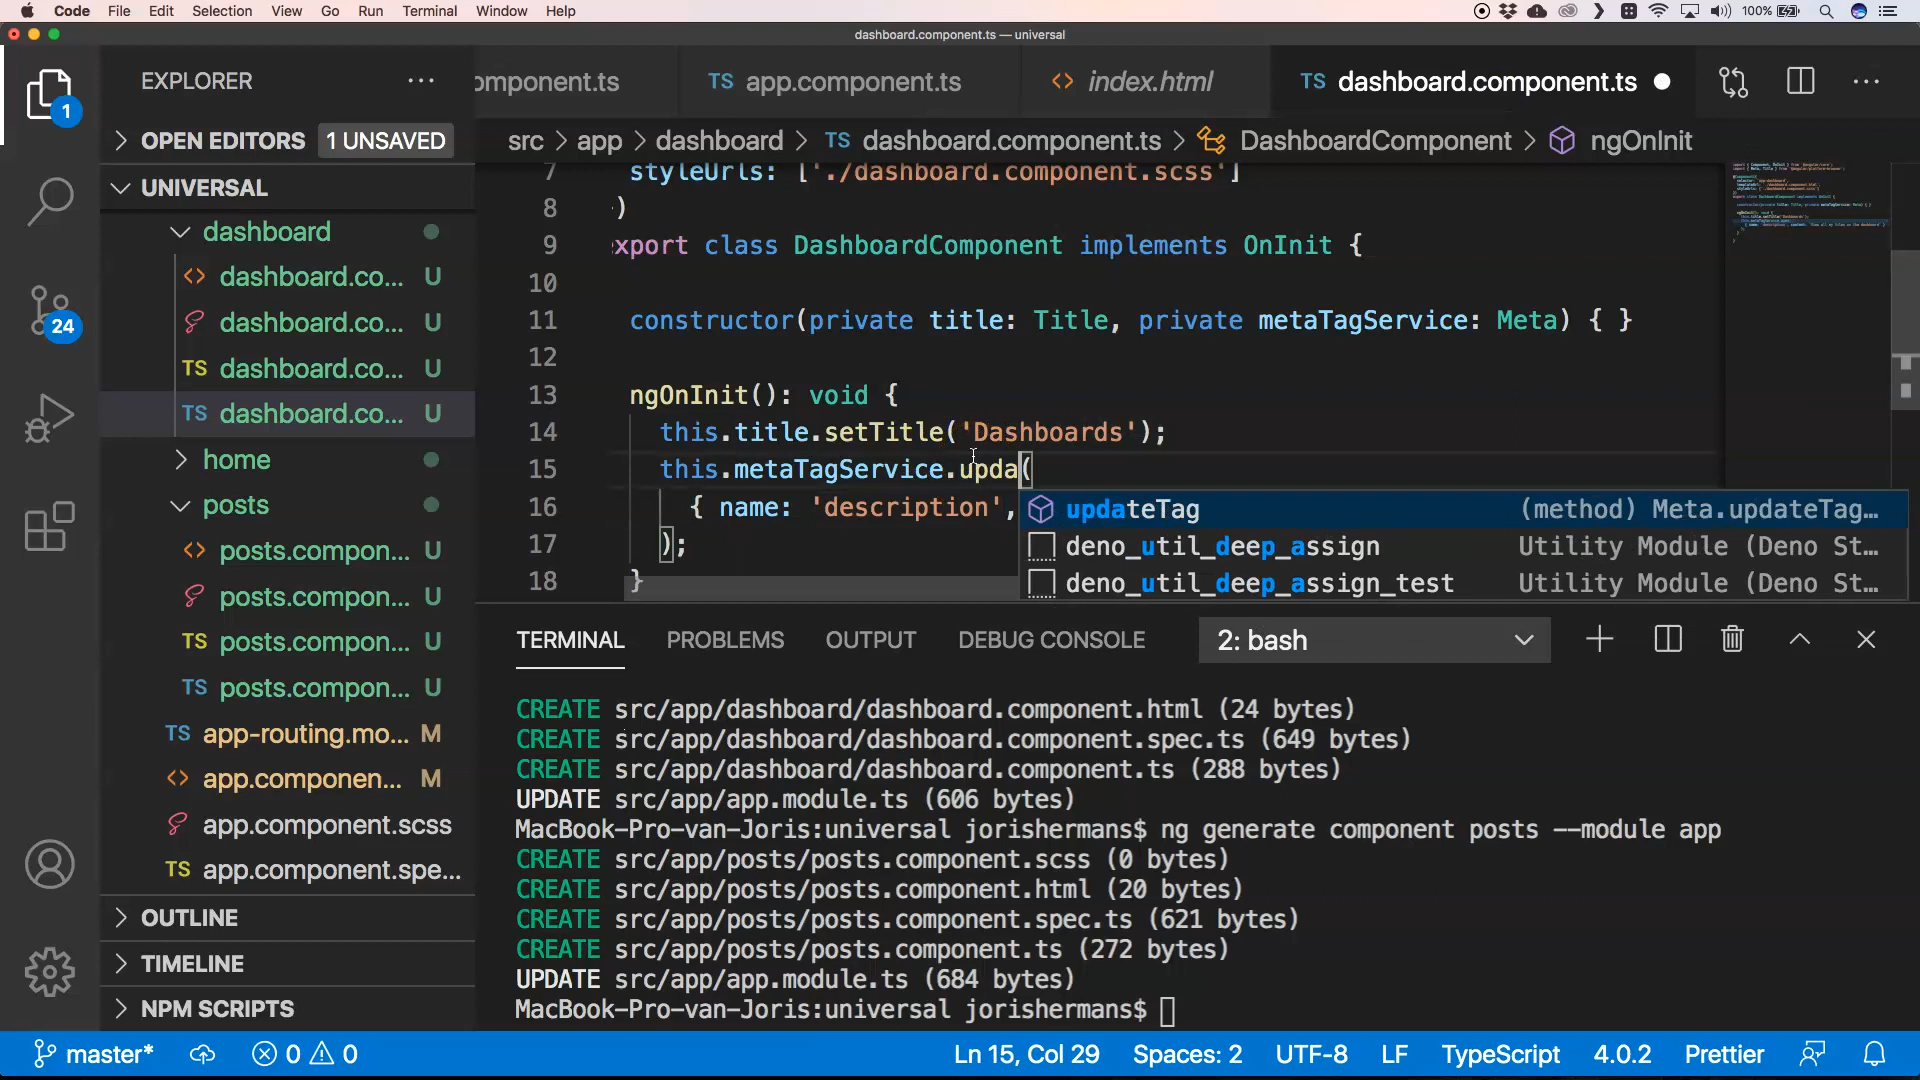 Code File Edit Selection View Go Run Terminal Window Help 100%
dashboard.component.ts — universal
EXPLORER
omponent.ts
TS app.component.ts
index.html
TS dashboard.component.ts
1
OPEN EDITORS 1 UNSAVED
src > app > dashboard > TS dashboard.component.ts > DashboardComponent > ngOnInit
UNIVERSAL
dashboard
dashboard.co... U
dashboard.co... U
TS dashboard.co... U
TS dashboard.co... U
home
posts
posts.compon... U
posts.compon... U
TS posts.compon... U
TS posts.compon... U
TS app-routing.mo... M
app.componen... M
app.component.scss
TS app.component.spe...
OUTLINE
TIMELINE
NPM SCRIPTS
24
7 styleUrls: ['./dashboard.component.scss']
8 })
9 export class DashboardComponent implements OnInit {
10
11 constructor(private title: Title, private metaTagService: Meta) { }
12
13 ngOnInit(): void {
14 this.title.setTitle('Dashboards');
15 this.metaTagService.upda(
16 { name: 'description',
17 );
18 }
updateTag (method) Meta.updateTag...
deno_util_deep_assign Utility Module (Deno St...
deno_util_deep_assign_test Utility Module (Deno St...
TERMINAL PROBLEMS OUTPUT DEBUG CONSOLE 2: bash
CREATE src/app/dashboard/dashboard.component.html (24 bytes)
CREATE src/app/dashboard/dashboard.component.spec.ts (649 bytes)
CREATE src/app/dashboard/dashboard.component.ts (288 bytes)
UPDATE src/app/app.module.ts (606 bytes)
MacBook-Pro-van-Joris:universal jorishermans$ ng generate component posts --module app
CREATE src/app/posts/posts.component.scss (0 bytes)
CREATE src/app/posts/posts.component.html (20 bytes)
CREATE src/app/posts/posts.component.spec.ts (621 bytes)
CREATE src/app/posts/posts.component.ts (272 bytes)
UPDATE src/app/app.module.ts (684 bytes)
MacBook-Pro-van-Joris:universal jorishermans$
master* 0 0 Ln 15, Col 29 Spaces: 2 UTF-8 LF TypeScript 4.0.2 Prettier